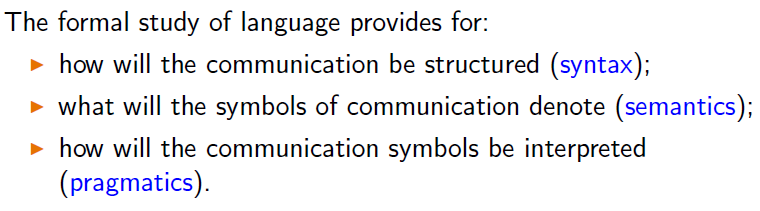 The formal study of language provides for:
▶ how will the communication be structured (syntax);
▶ what will the symbols of communication denote (semantics);
▶ how will the communication symbols be interpreted
(pragmatics).